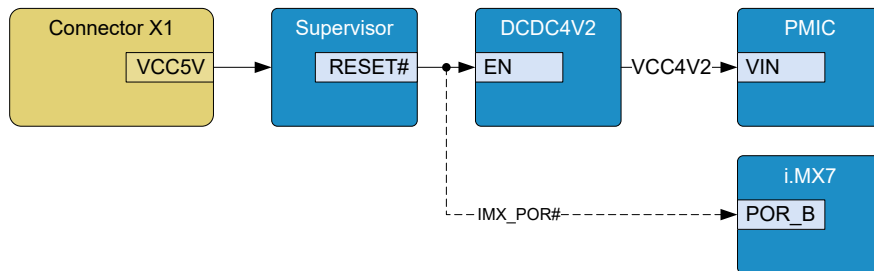 Connector X1
VCC5V
Supervisor
RESET#
DCDC4V2
EN
VCC4V2
PMIC
VIN
i.MX7
POR_B
IMX_POR#